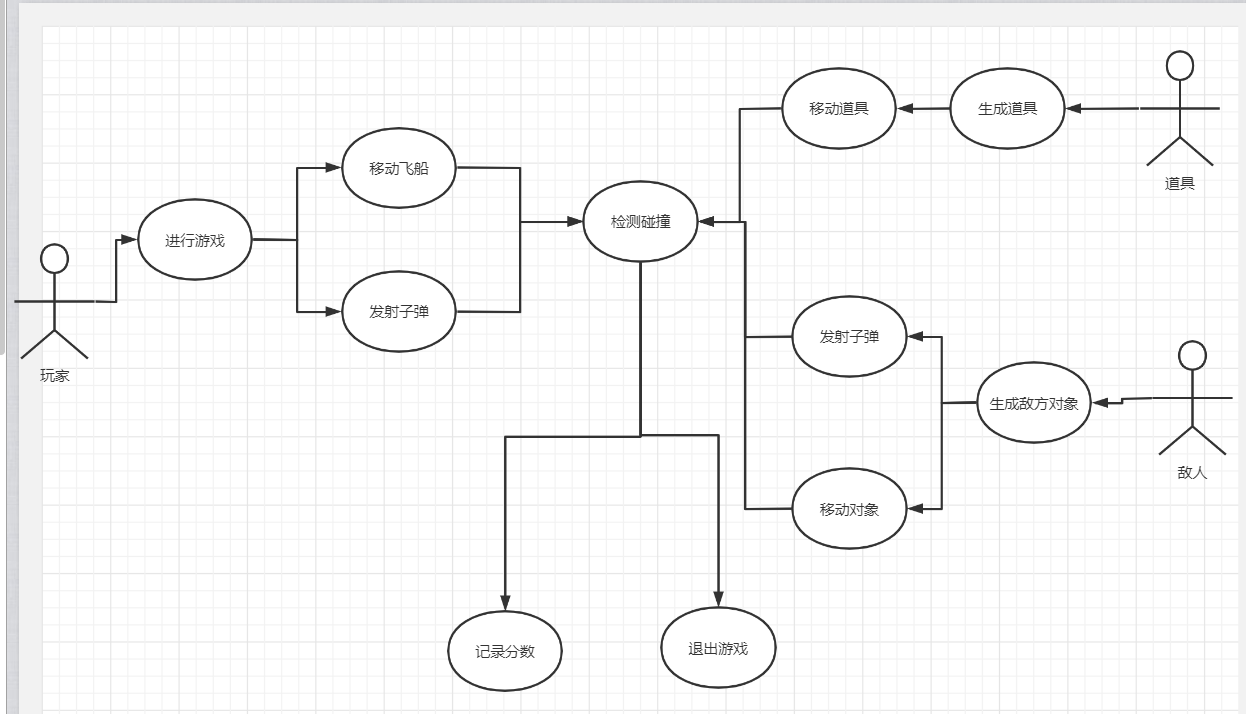 移动道具
生成道具
道具
移动飞船
进行游戏
检测碰撞
发射子弹
玩家
发射子弹
生成敌方对象
敌人
移动对象
记录分数
退出游戏